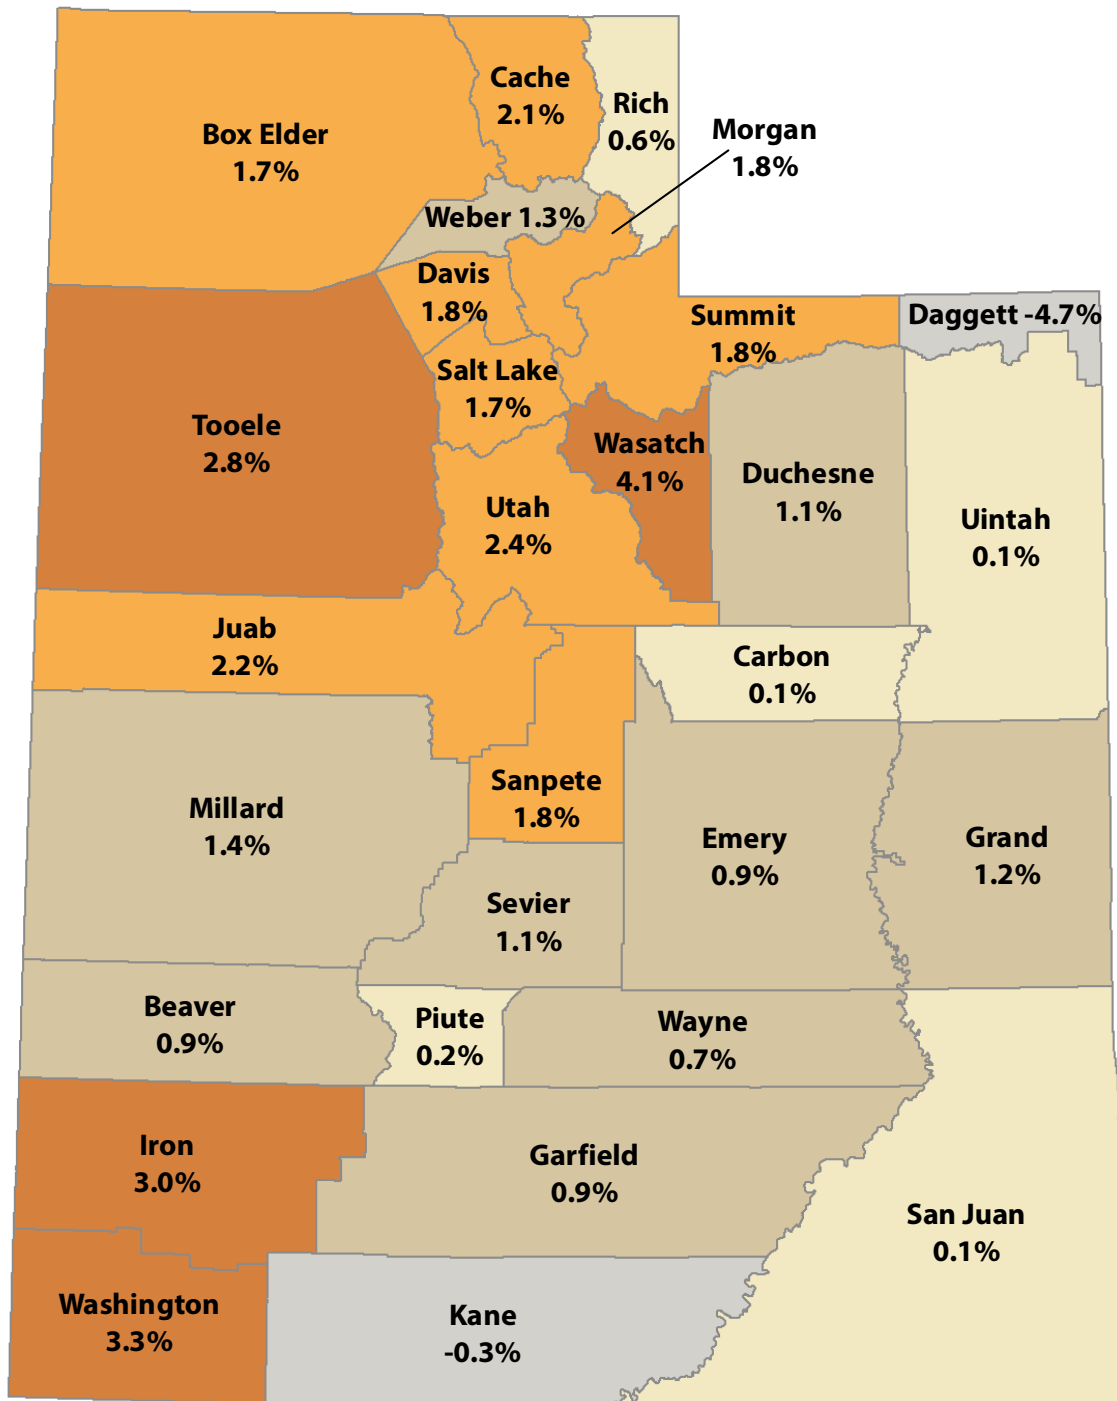 Cache
2.1%
Rich
0.6%
Morgan
1.8%
Box Elder
1.7%
Weber 1.3%
Davis
1.8%
Summit
1.8%
Daggett -4.7%
Salt Lake
1.7%
Tooele
2.8%
Wasatch
4.1%
Duchesne
1.1%
Utah
2.4%
Uintah
0.1%
Juab
2.2%
Carbon
0.1%
Sanpete
1.8%
Millard
1.4%
Emery
0.9%
Grand
1.2%
Sevier
1.1%
Beaver
0.9%
Piute
0.2%
Wayne
0.7%
Iron
3.0%
Garfield
0.9%
San Juan
0.1%
Washington
3.3%
Kane
-0.3%